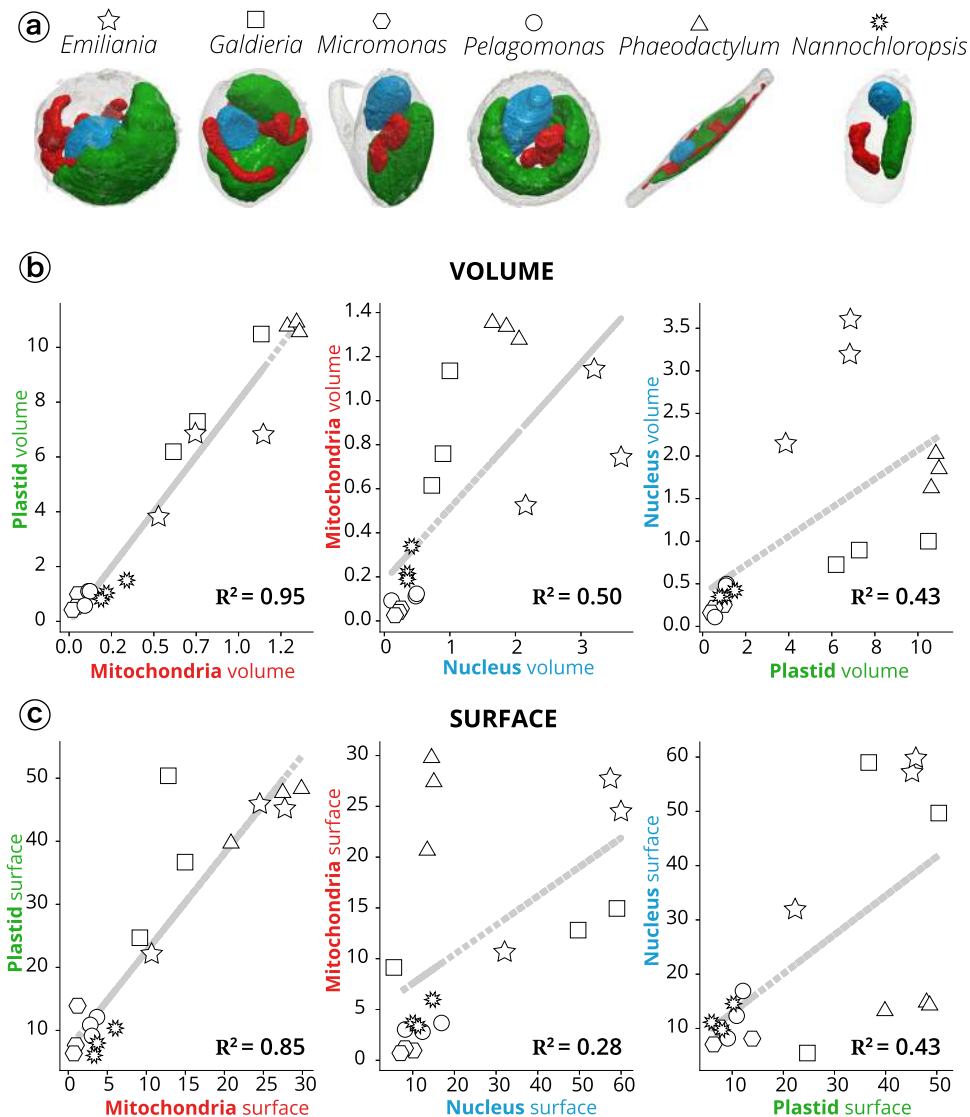 a
Emiliania Galdieria Micromonas Pelagomonas Phaeodactylum Nannochloropsis
b
VOLUME
Plastid volume
10
8
6
4
2
0
0.0 0.2 0.5 0.7 1.0 1.2
Mitochondria volume
R² = 0.95
Mitochondria volume
1.4
1.2
1.0
0.8
0.6
0.4
0.2
0.0
0 1 2 3
Nucleus volume
R² = 0.50
Nucleus volume
3.5
3.0
2.5
2.0
1.5
1.0
0.5
0.0
0 2 4 6 8 10
Plastid volume
R² = 0.43
c
SURFACE
Plastid surface
50
40
30
20
10
0 5 10 15 20 25 30
Mitochondria surface
R² = 0.85
Mitochondria surface
30
25
20
15
10
5
0
10 20 30 40 50 60
Nucleus surface
R² = 0.28
Nucleus surface
60
50
40
30
20
10
10 20 30 40 50
Plastid surface
R² = 0.43